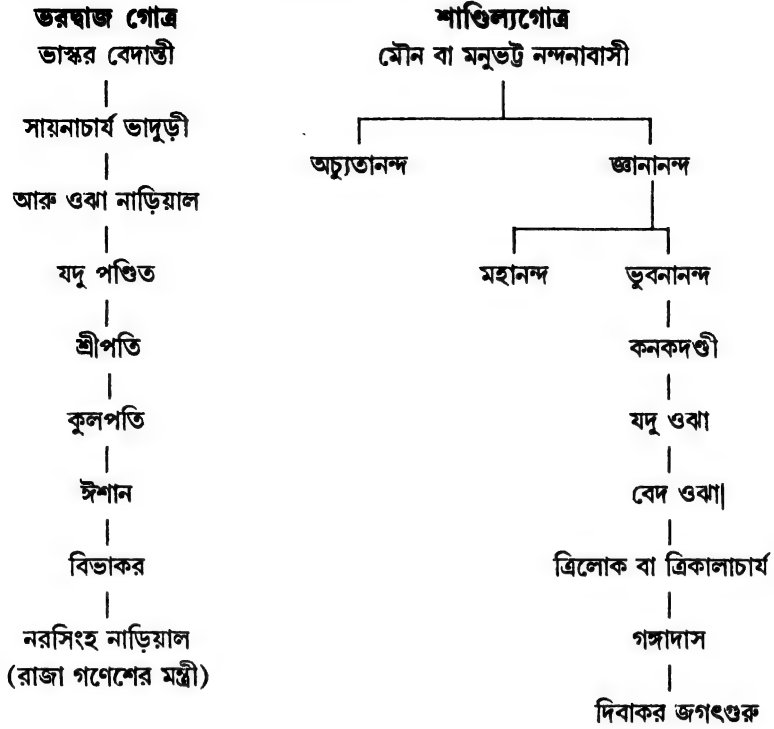 ভরদ্বাজ গোত্র
ভাস্কর বেদান্তী
সায়নাচার্য ভাদুড়ী
আরু ওঝা নাড়িয়াল
যদু পণ্ডিত
শ্রীপতি
কুলপতি
ঈশান
বিভাকর
নরসিংহ নাড়িয়াল
(রাজা গণেশের মন্ত্রী)
শাণ্ডিল্যগোত্র
মৌন বা মনুভট্ট নন্দনাবাসী
অচ্যুতানন্দ জ্ঞানানন্দ
মহানন্দ ভুবনানন্দ
কনকদণ্ডী
যদু ওঝা
বেদ ওঝা|
ত্রিলোক বা ত্রিকালাচার্য
গঙ্গাদাস
দিবাকর জগৎগুরু